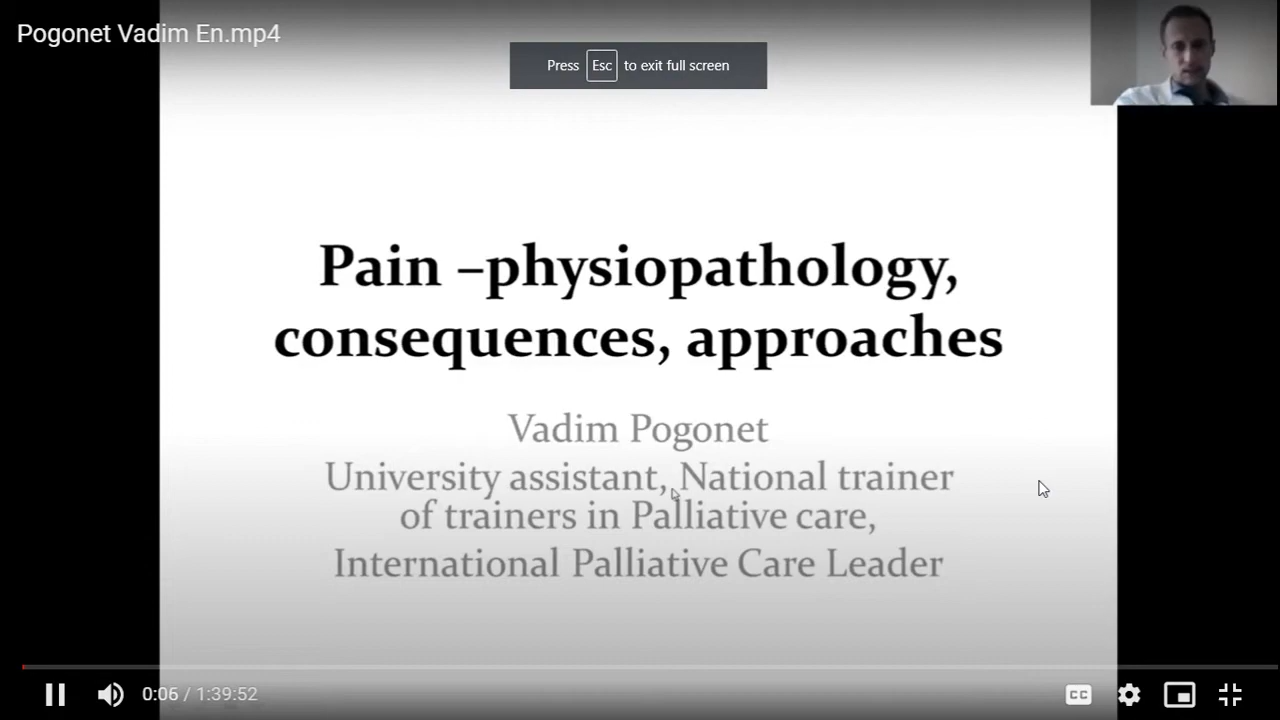 Pogonet Vadim En.mp4
Press Esc to exit full screen
Pain –physiopathology,
consequences, approaches
Vadim Pogonet
University assistant, National trainer
of trainers in Palliative care,
International Palliative Care Leader
0:06 / 1:39:52
CC